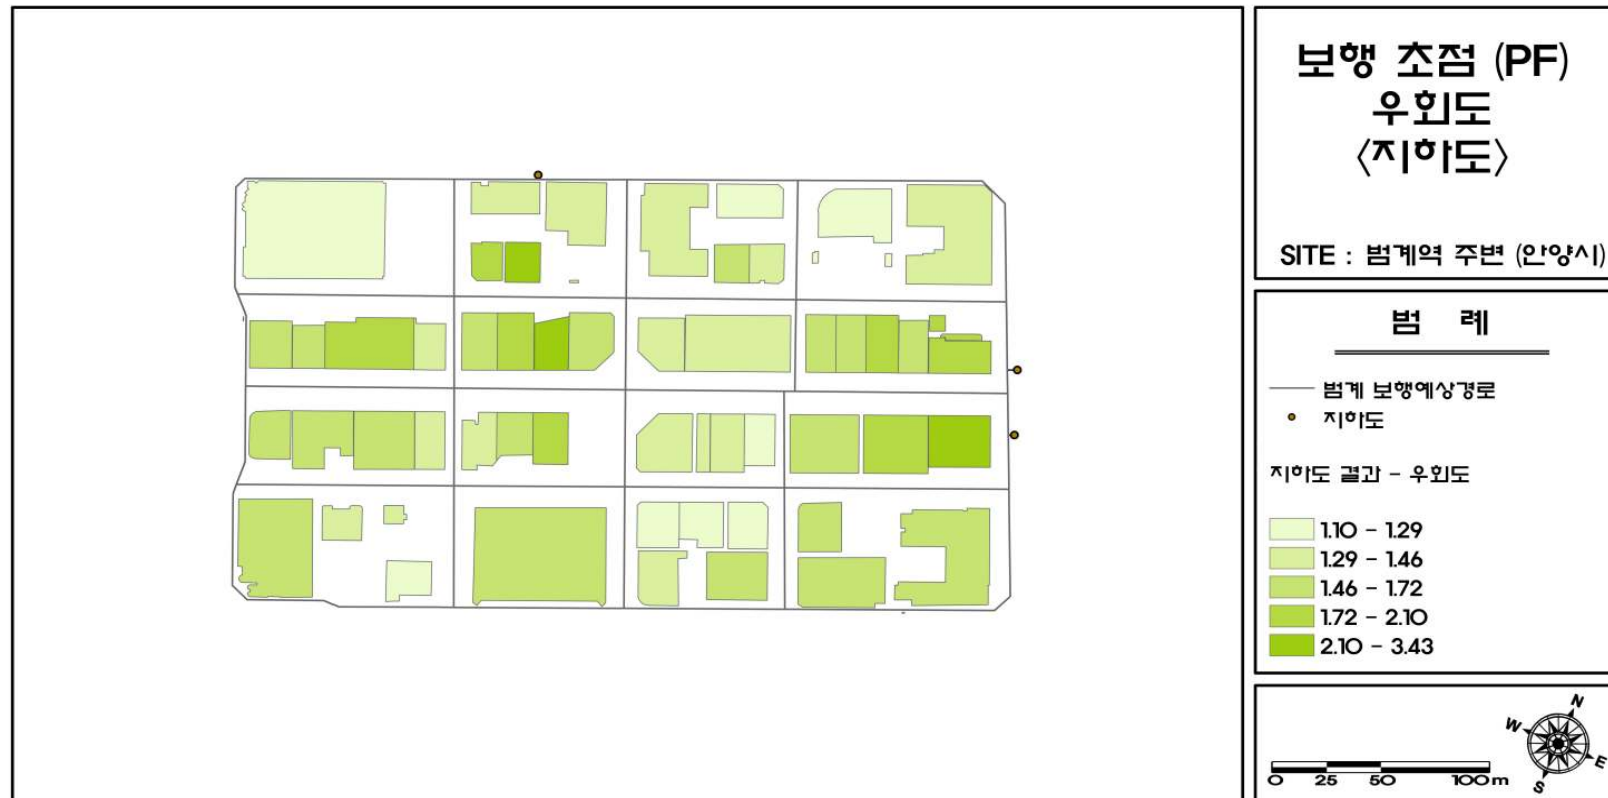 보행 초점 (PF)
우회도
<지하도>
SITE : 범계역 주변 (안양시)
범 례
범계 보행예상경로
지하도
지하도 결과 - 우회도
1.10 - 1.29
1.29 - 1.46
1.46 - 1.72
1.72 - 2.10
2.10 - 3.43
N
W
E
S
0 25 50 100m